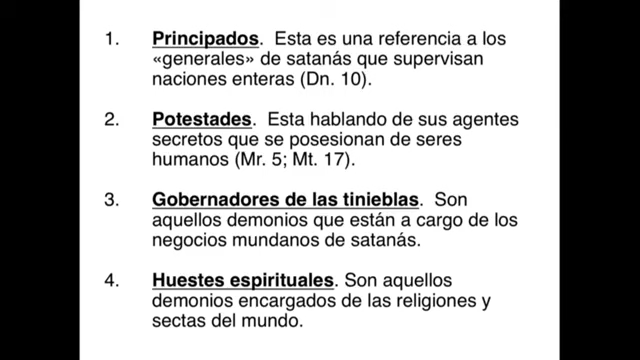 1. Principados. Esta es una referencia a los
«generales» de satanás que supervisan
naciones enteras (Dn. 10).
2. Potestades. Esta hablando de sus agentes
secretos que se posesionan de seres
humanos (Mr. 5; Mt. 17).
3. Gobernadores de las tinieblas. Son
aquellos demonios que están a cargo de los
negocios mundanos de satanás.
4. Huestes espirituales. Son aquellos
demonios encargados de las religiones y
sectas del mundo.